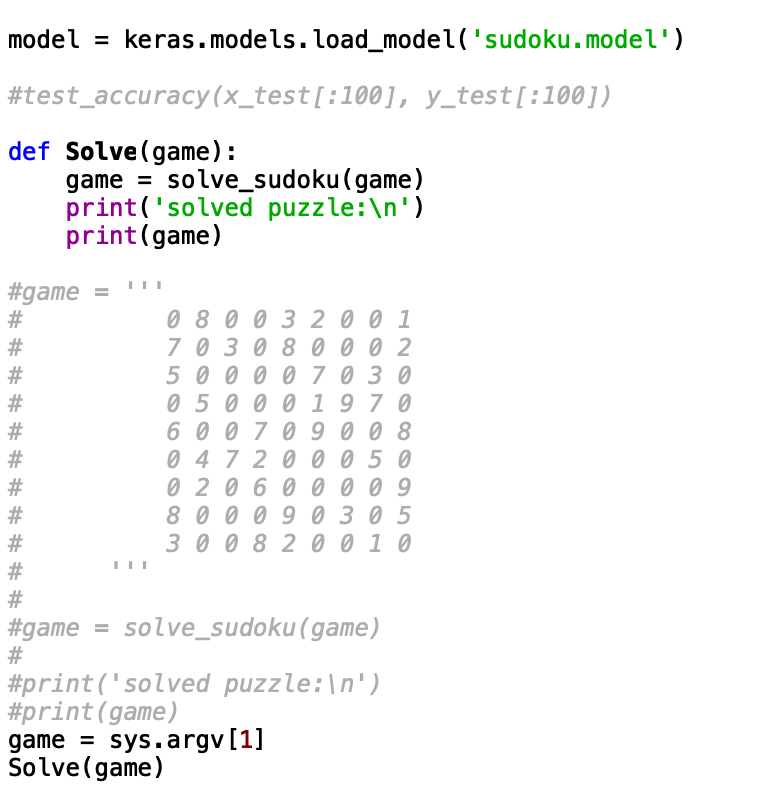 model = keras.models.load_model('sudoku.model')

#test_accuracy(x_test[:100], y_test[:100])

def Solve(game):
    game = solve_sudoku(game)
    print('solved puzzle:\n')
    print(game)

#game = '''
#          0 8 0 0 3 2 0 0 1
#          7 0 3 0 8 0 0 0 2
#          5 0 0 0 0 7 0 3 0
#          0 5 0 0 0 1 9 7 0
#          6 0 0 7 0 9 0 0 8
#          0 4 7 2 0 0 0 5 0
#          0 2 0 6 0 0 0 0 9
#          8 0 0 0 9 0 3 0 5
#          3 0 0 8 2 0 0 1 0
#      '''
#
#game = solve_sudoku(game)
#
#print('solved puzzle:\n')
#print(game)
game = sys.argv[1]
Solve(game)